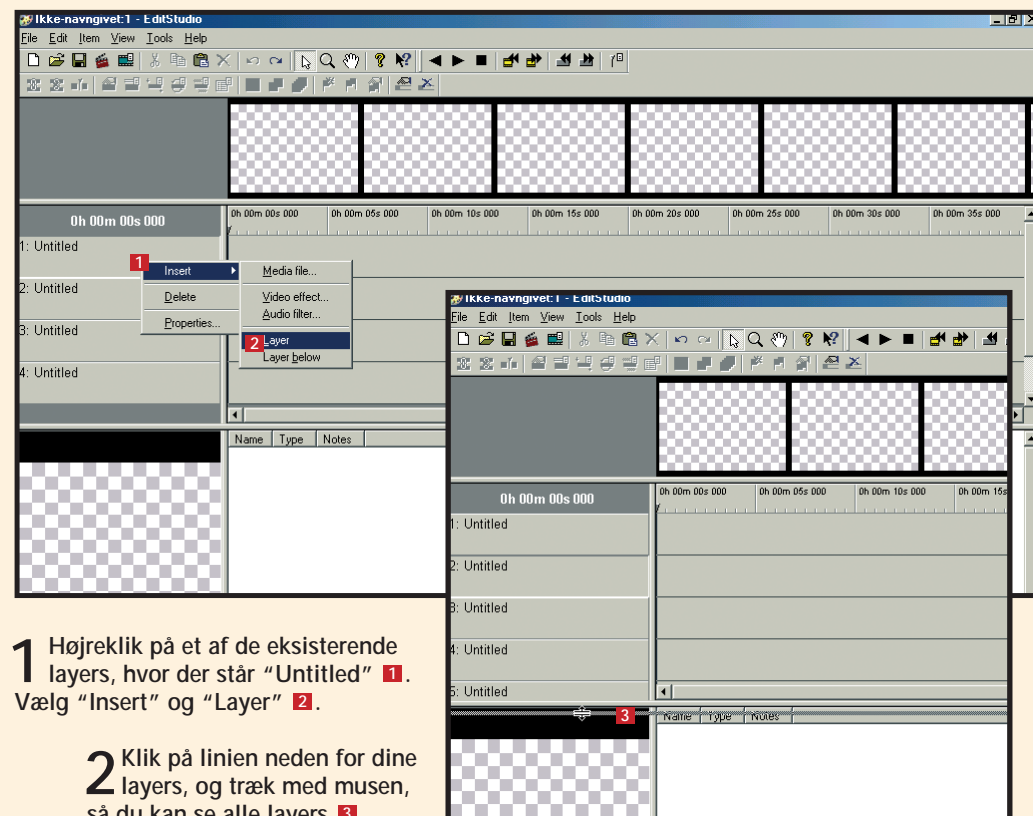 Ikke-navngivet:1 - EditStudio
File Edit Item View Tools Help
0h 00m 00s 000
0h 00m 00s 000 0h 00m 05s 000 0h 00m 10s 000 0h 00m 15s 000 0h 00m 20s 000 0h 00m 25s 000 0h 00m 30s 000 0h 00m 35s 000
1: Untitled
2: Untitled
3: Untitled
4: Untitled
1
Insert
Delete
Properties...
Media file...
Video effect...
Audio filter...
2
Layer
Layer below
Name Type Notes
Ikke-navngivet:1 - EditStudio
File Edit Item View Tools Help
0h 00m 00s 000
0h 00m 00s 000 0h 00m 05s 000 0h 00m 10s 000 0h 00m 15s
1: Untitled
2: Untitled
3: Untitled
4: Untitled
5: Untitled
3
Name Type Notes
1 Højreklik på et af de eksisterende
layers, hvor der står “Untitled” 1.
Vælg “Insert” og “Layer” 2.
2 Klik på linien neden for dine
layers, og træk med musen,
så du kan se alle layers 3